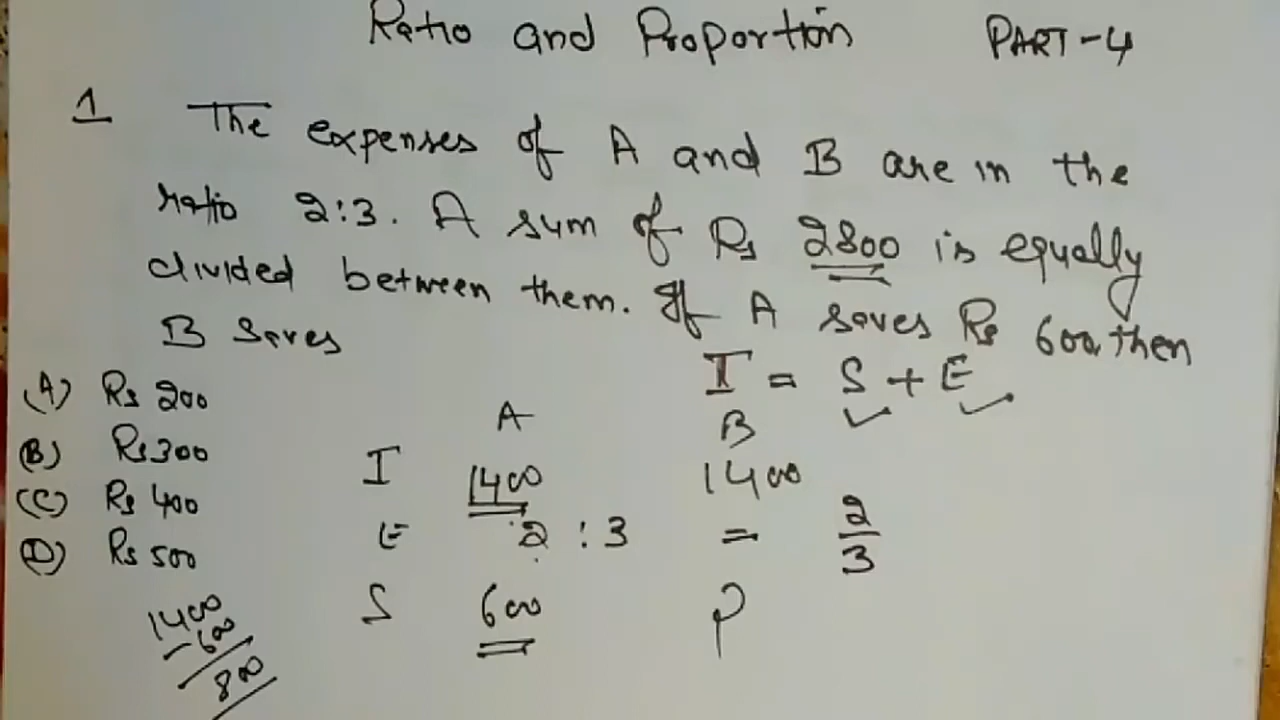 Ratio and Proportion PART-4
1 The expenses of A and B are in the
ratio 2:3. A sum of Rs 2800 is equally
divided between them. If A saves Rs 600, then
B saves
I = S + E
(A) Rs 200
(B) Rs 300
(C) Rs 400
(D) Rs 500
A B
I 1400 1400
E 2 : 3 = 2/3
S 600 ?
1400
- 600
800